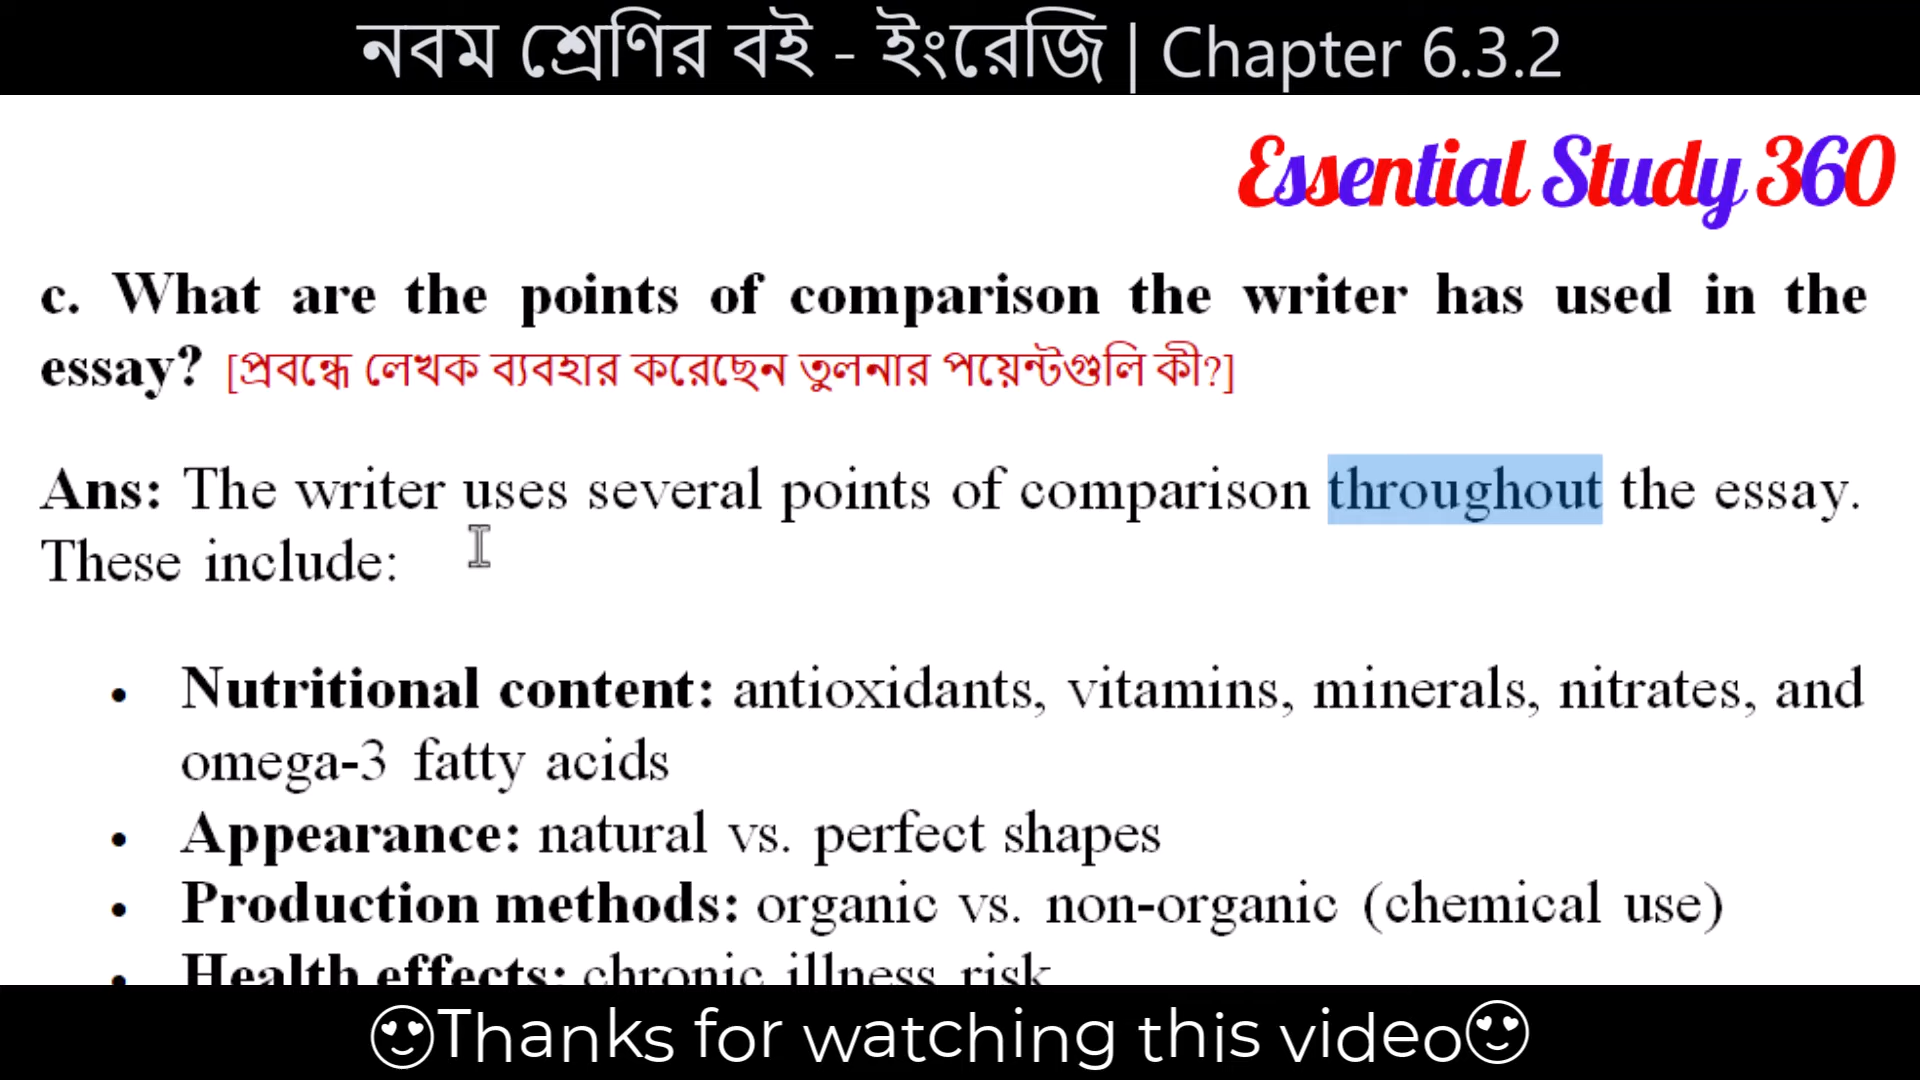 নবম শ্রেণির বই - ইংরেজি | Chapter 6.3.2
Essential Study 360
c. What are the points of comparison the writer has used in the
essay? [প্রবন্ধে লেখক ব্যবহার করেছেন তুলনার পয়েন্টগুলি কী?]
Ans: The writer uses several points of comparison throughout the essay.
These include:
• Nutritional content: antioxidants, vitamins, minerals, nitrates, and
omega-3 fatty acids
• Appearance: natural vs. perfect shapes
• Production methods: organic vs. non-organic (chemical use)
• Health effects: chronic illness risk
😍Thanks for watching this video😍